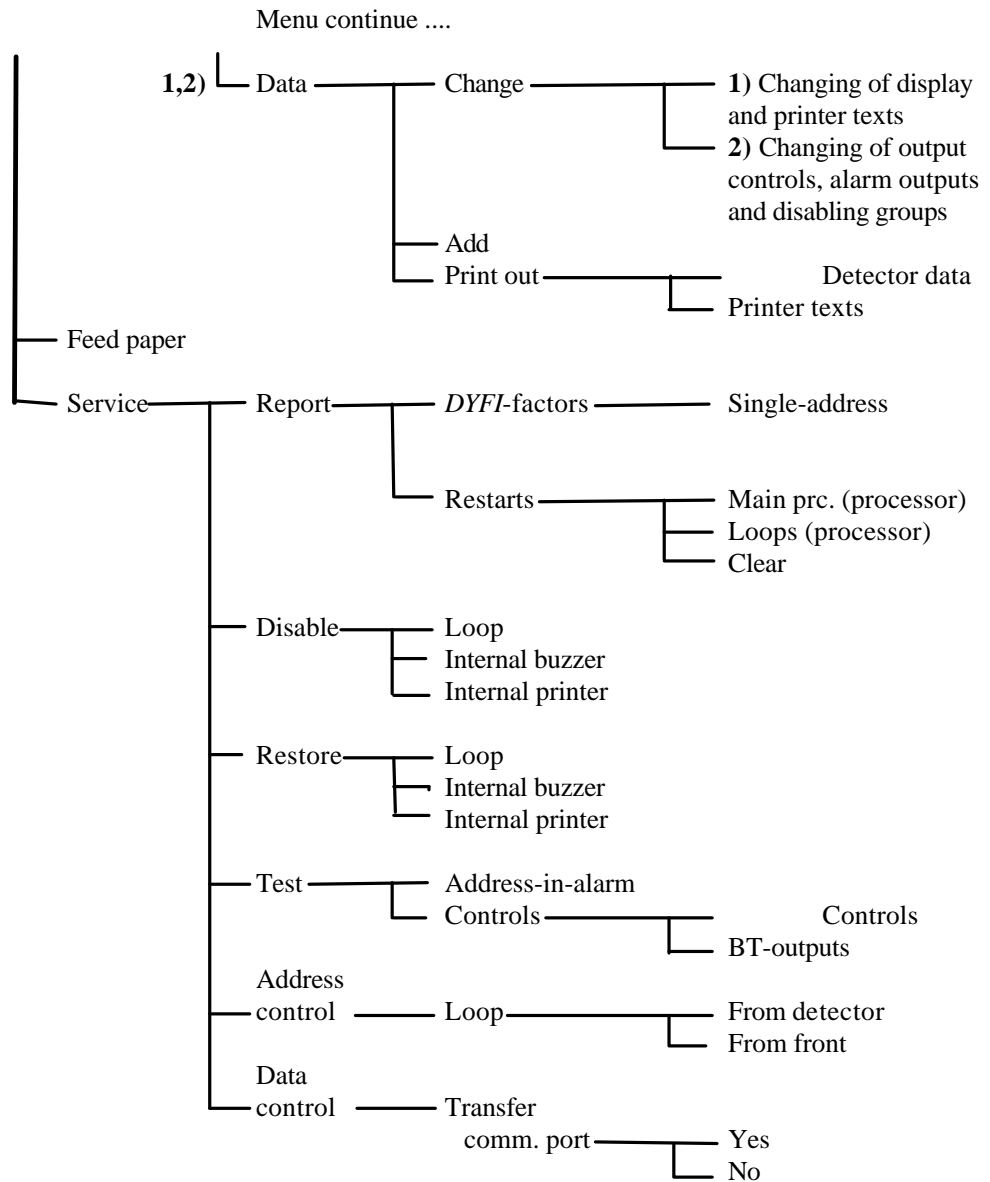 Menu continue ....
1,2) Data Change 1) Changing of display
and printer texts
2) Changing of output
controls, alarm outputs
and disabling groups
Add
Print out Detector data
Printer texts
Feed paper
Service Report DYFI-factors Single-address
Restarts Main prc. (processor)
Loops (processor)
Clear
Disable Loop
Internal buzzer
Internal printer
Restore Loop
Internal buzzer
Internal printer
Test Address-in-alarm
Controls Controls
BT-outputs
Address
control Loop From detector
From front
Data
control Transfer
comm. port Yes
No